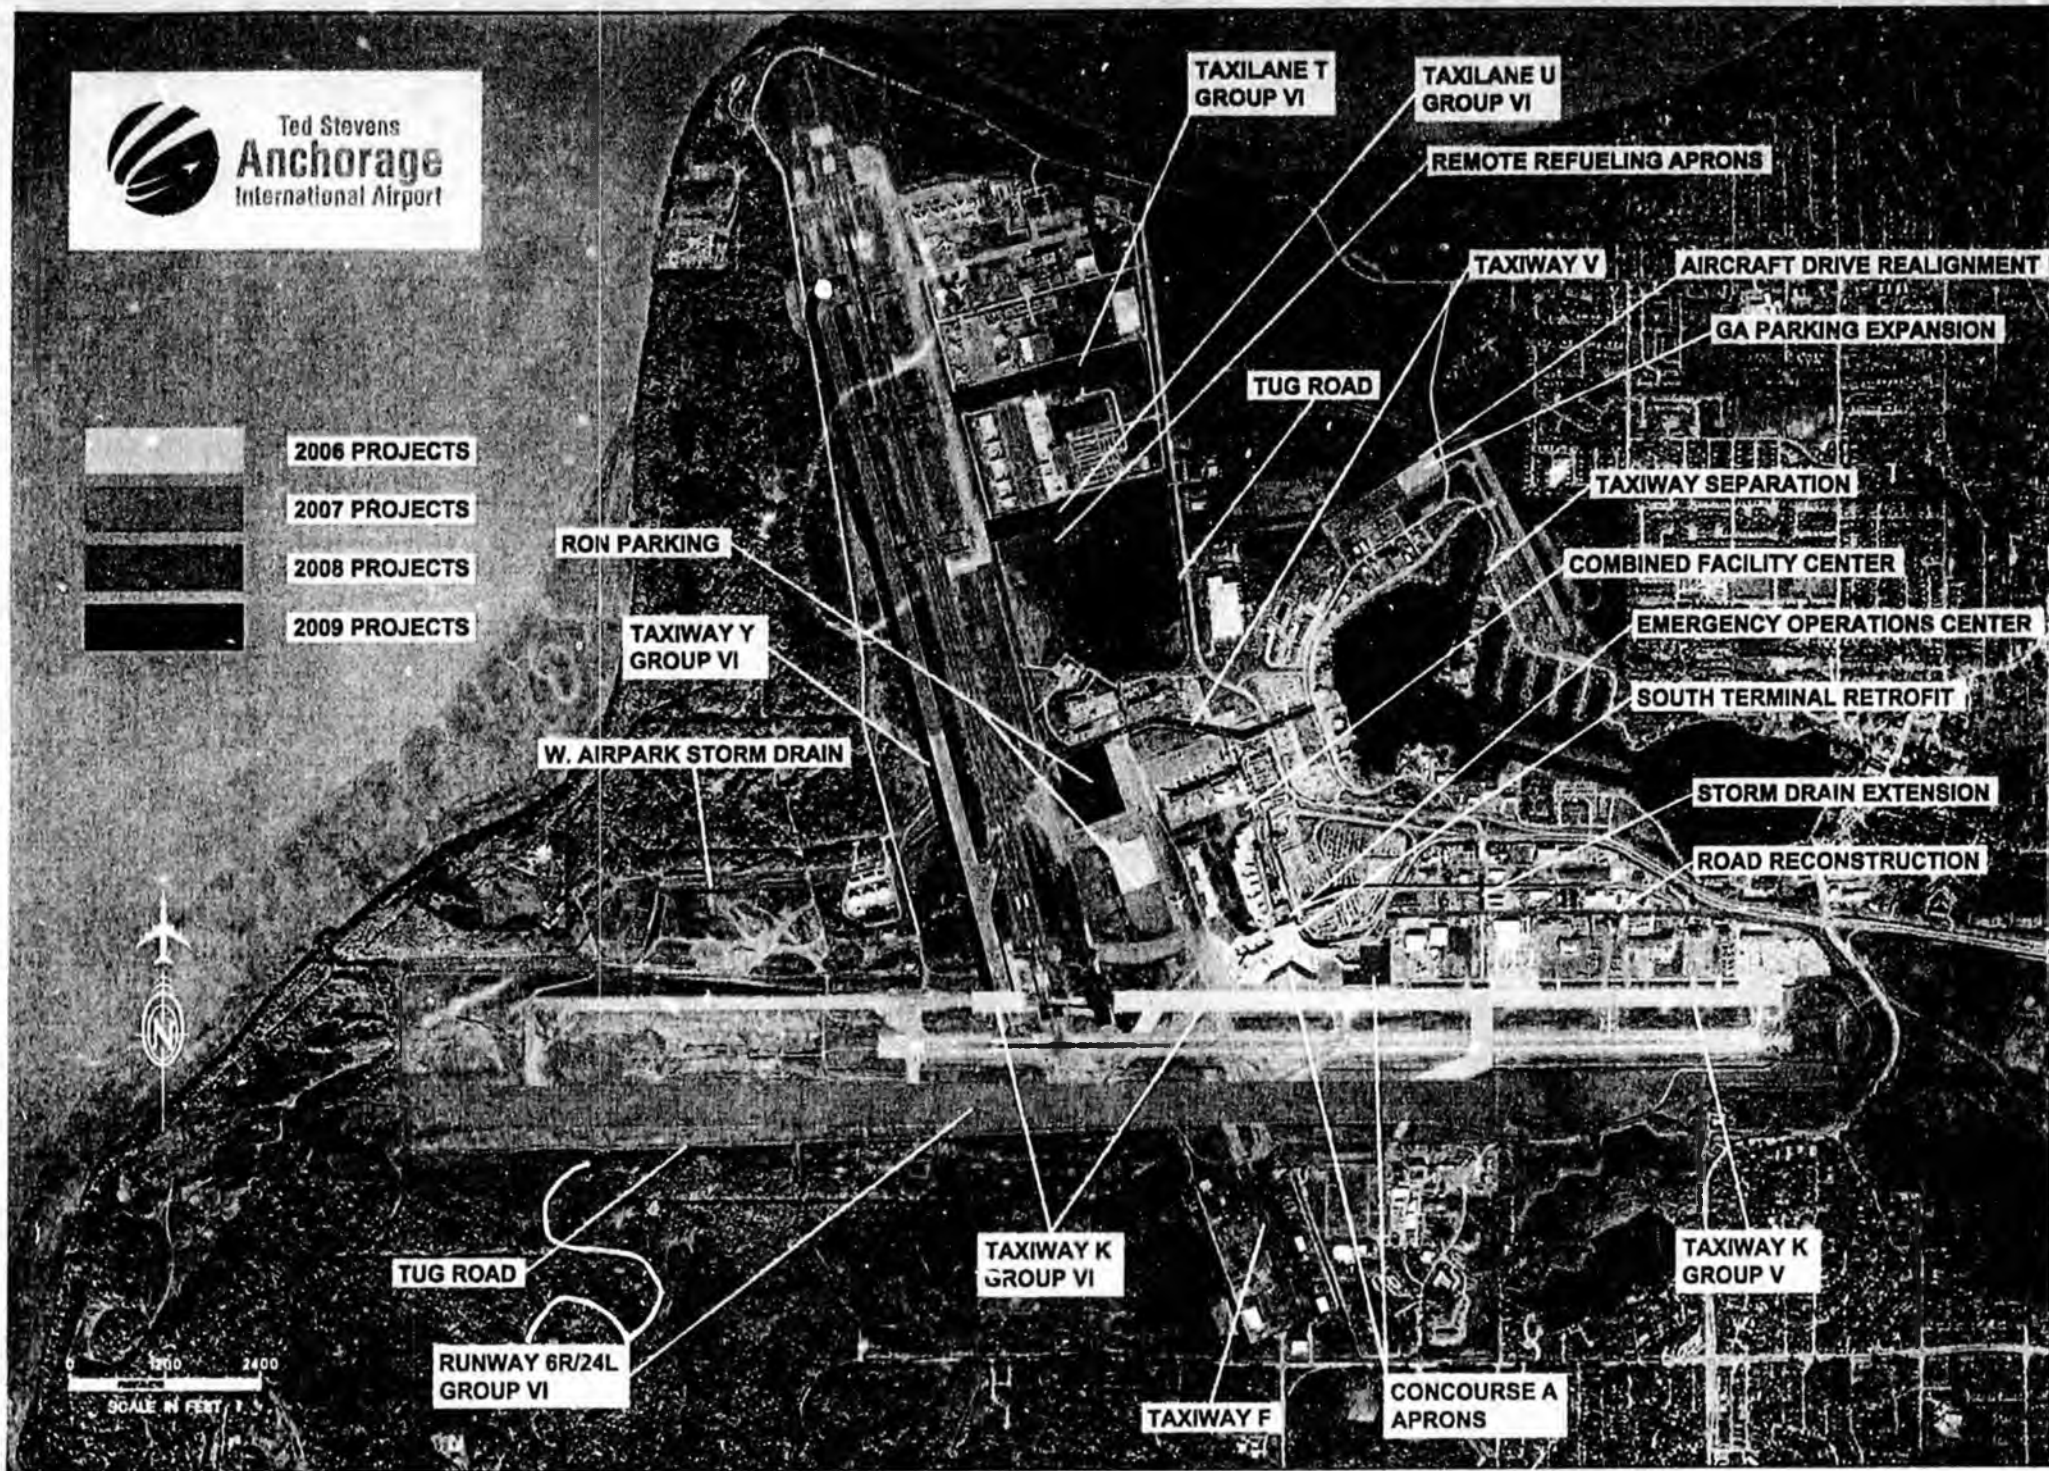 Ted Stevens
Anchorage
International Airport
2006 PROJECTS
2007 PROJECTS
2008 PROJECTS
2009 PROJECTS
TAXILANE T
GROUP VI
TAXILANE U
GROUP VI
REMOTE REFUELING APRONS
TAXIWAY V
AIRCRAFT DRIVE REALIGNMENT
GA PARKING EXPANSION
TUG ROAD
TAXIWAY SEPARATION
RON PARKING
COMBINED FACILITY CENTER
TAXIWAY Y
GROUP VI
EMERGENCY OPERATIONS CENTER
SOUTH TERMINAL RETROFIT
W. AIRPARK STORM DRAIN
STORM DRAIN EXTENSION
ROAD RECONSTRUCTION
N
TUG ROAD
TAXIWAY K
GROUP VI
TAXIWAY K
GROUP V
RUNWAY 6R/24L
GROUP VI
TAXIWAY F
CONCOURSE A
APRONS
0 1200 2400
SCALE IN FEET